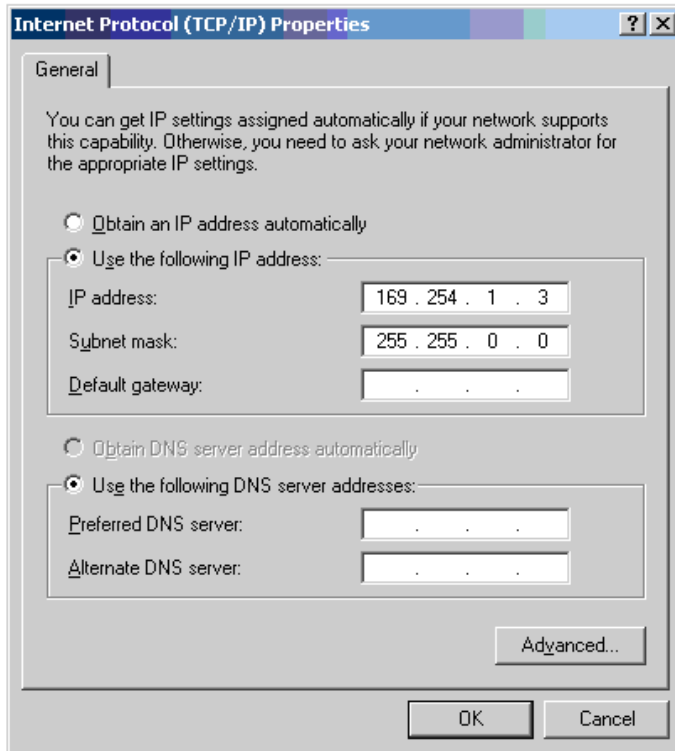 Internet Protocol (TCP/IP) Properties
General
You can get IP settings assigned automatically if your network supports
this capability. Otherwise, you need to ask your network administrator for
the appropriate IP settings.
Obtain an IP address automatically
Use the following IP address:
IP address: 169 . 254 . 1 . 3
Subnet mask: 255 . 255 . 0 . 0
Default gateway: . . .
Obtain DNS server address automatically
Use the following DNS server addresses:
Preferred DNS server: . . .
Alternate DNS server: . . .
Advanced...
OK Cancel